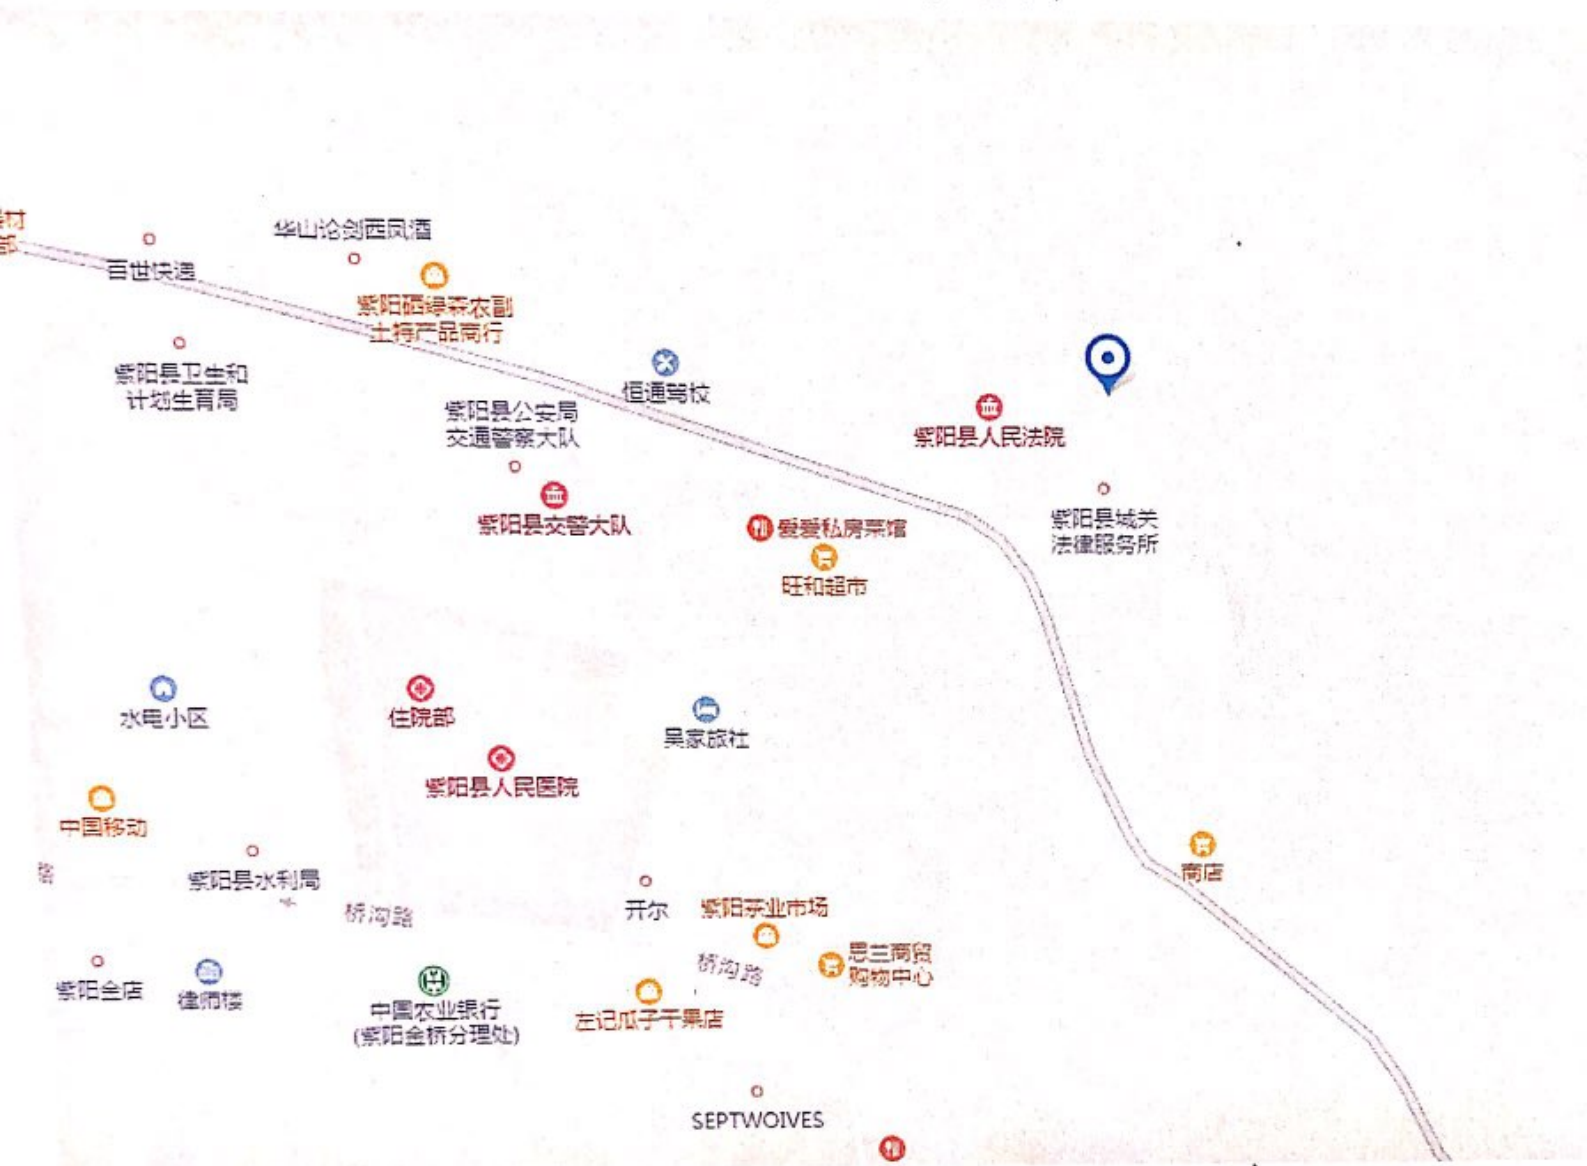 材
部
华山论剑西凤酒
百世快递
紫阳硒绿森农副
土特产品商行
紫阳县卫生和
计划生育局
恒通驾校
紫阳县公安局
交通警察大队
紫阳县人民法院
紫阳县交警大队
爱爱私房菜馆
旺和超市
紫阳县城关
法律服务所
水电小区
住院部
吴家旅社
紫阳县人民医院
中国移动
路
紫阳县水利局
商店
桥沟路
开尔
紫阳茶业市场
桥沟路
思兰商贸
购物中心
紫阳金店
律师楼
中国农业银行
(紫阳金桥分理处)
左记瓜子干果店
SEPTWOIVES